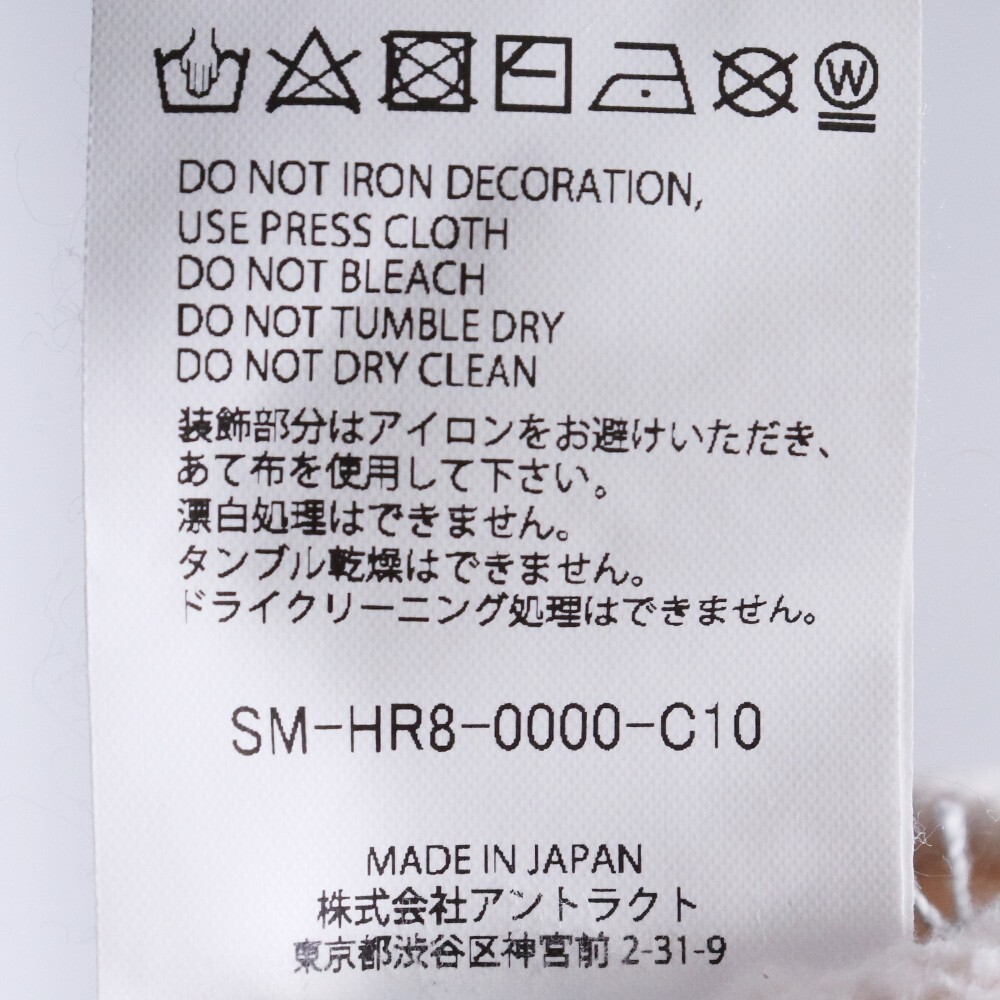 W
DO NOT IRON DECORATION,
USE PRESS CLOTH
DO NOT BLEACH
DO NOT TUMBLE DRY
DO NOT DRY CLEAN
装飾部分はアイロンをお避けいただき、
あて布を使用して下さい。
漂白処理はできません。
タンブル乾燥はできません。
ドライクリーニング処理はできません。
SM-HR8-0000-C10
MADE IN JAPAN
株式会社アントラクト
東京都渋谷区神宮前 2-31-9